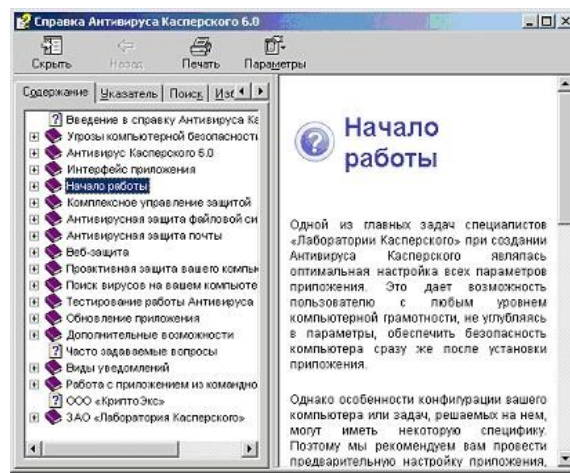 Справка Антивируса Касперского 6.0
Скрыть Назад Печать Параметры
Содержание Указатель Поиск Изб
Введение в справку Антивируса Ка
Угрозы компьютерной безопасности
Антивирус Касперского 6.0
Интерфейс приложения
Начало работы
Комплексное управление защитой
Антивирусная защита файловой си
Антивирусная защита почты
Веб-защита
Проактивная защита вашего компью
Поиск вирусов на вашем компьюте
Тестирование работы Антивируса
Обновление приложения
Дополнительные возможности
Часто задаваемые вопросы
Виды уведомлений
Работа с приложением из командно
ООО «КриптоЭкс»
ЗАО «Лаборатория Касперского»
Начало
работы
Одной из главных задач специалистов
«Лаборатории Касперского» при создании
Антивируса Касперского являлась
оптимальная настройка всех параметров
приложения. Это дает возможность
пользователю с любым уровнем
компьютерной грамотности, не углубляясь
в параметры, обеспечить безопасность
компьютера сразу же после установки
приложения.
Однако особенности конфигурации вашего
компьютера или задач, решаемых на нем,
могут иметь некоторую специфику.
Поэтому мы рекомендуем вам провести
предварительную настройку приложения,